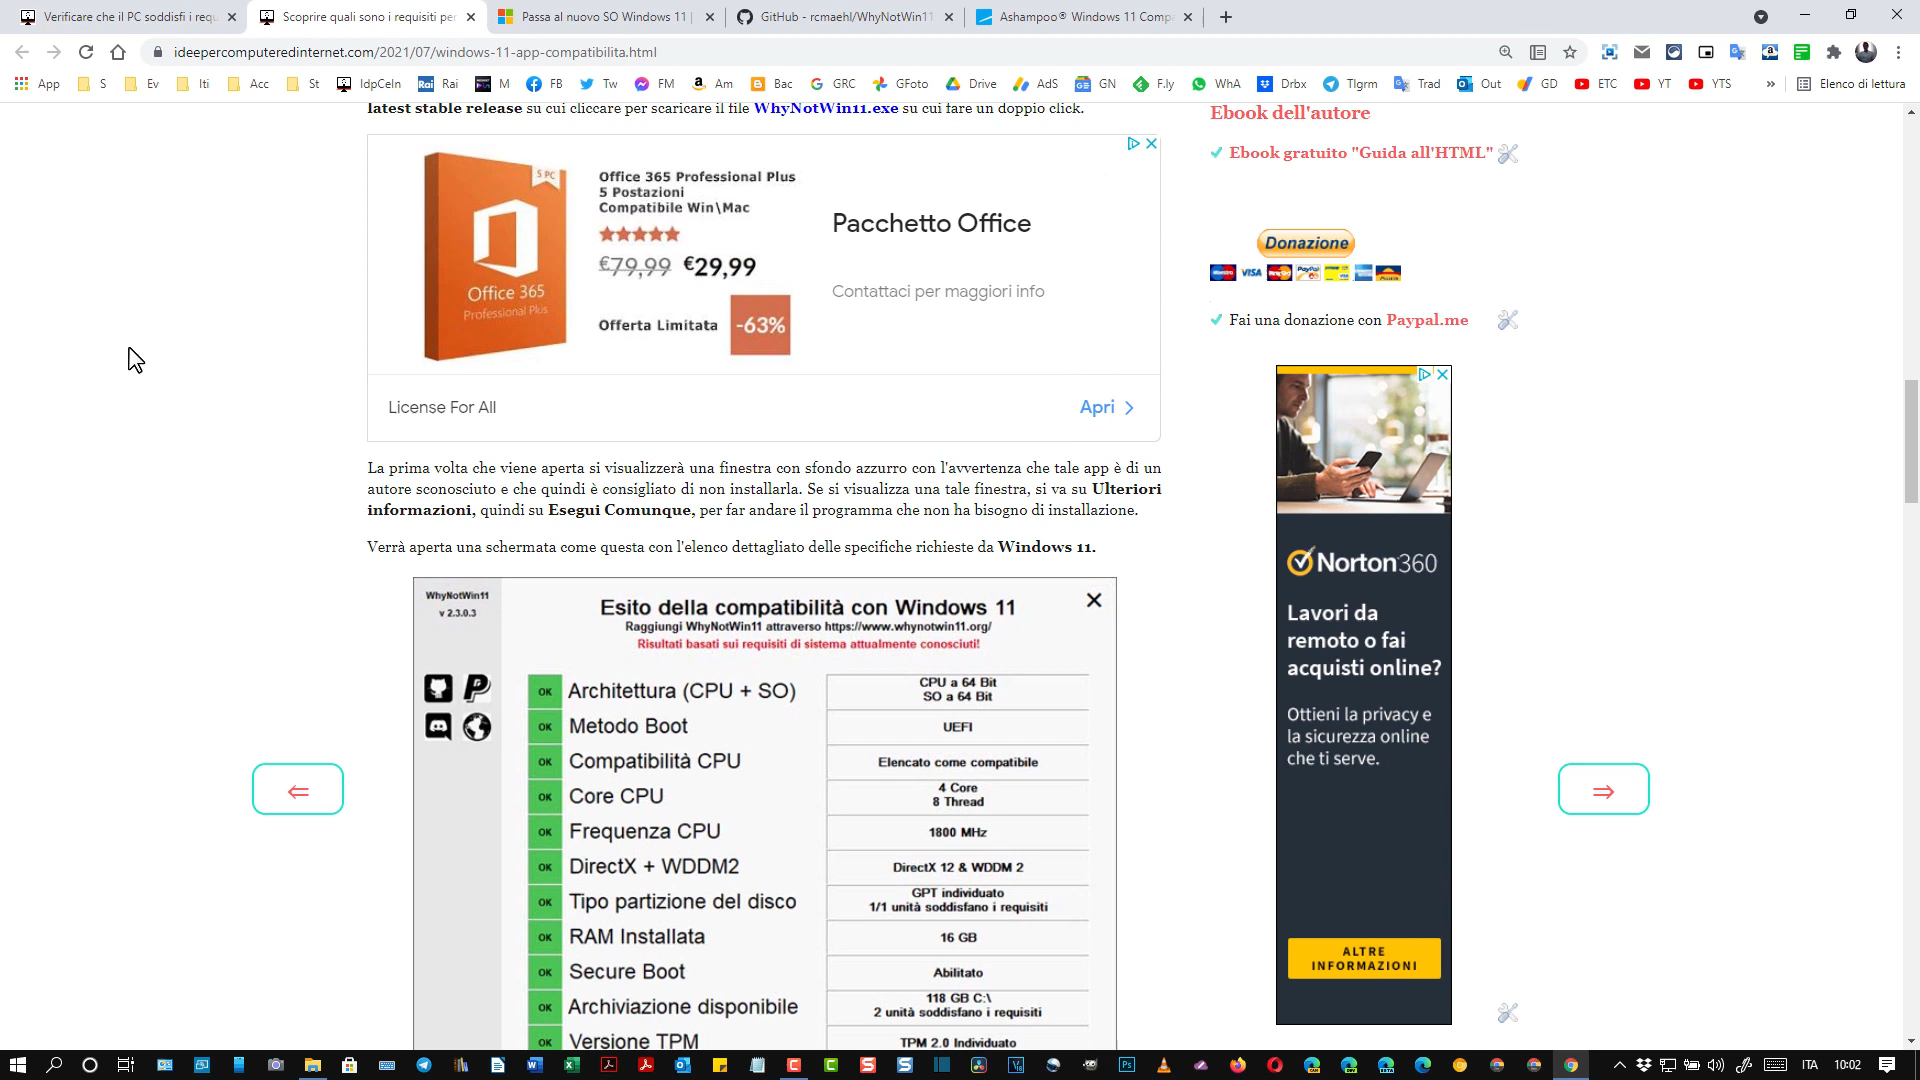 Verificare che il PC soddisfi i requ
Scoprire quali sono i requisiti per
Passa al nuovo SO Windows 11 |
GitHub - rcmaehl/WhyNotWin11
Ashampoo® Windows 11 Comp
ideepercomputeredinternet.com/2021/07/windows-11-app-compatibilita.html
App
S
Ev
Iti
Acc
St
IdpCeIn
Rai
Rai
M
FB
Tw
FM
Am
Bac
GRC
GFoto
Drive
AdS
GN
F.ly
WhA
Drbx
Tlgrm
Trad
Out
GD
ETC
YT
YTS
»
Elenco di lettura
latest stable release su cui cliccare per scaricare il file WhyNotWin11.exe su cui fare un doppio click.
5 PC
Office 365
Professional Plus
Office 365 Professional Plus
5 Postazioni
Compatibile Win\Mac
€79,99 €29,99
Offerta Limitata
-63%
Pacchetto Office
Contattaci per maggiori info
License For All
Apri
La prima volta che viene aperta si visualizzerà una finestra con sfondo azzurro con l'avvertenza che tale app è di un
autore sconosciuto e che quindi è consigliato di non installarla. Se si visualizza una tale finestra, si va su Ulteriori
informazioni, quindi su Esegui Comunque, per far andare il programma che non ha bisogno di installazione.
Verrà aperta una schermata come questa con l'elenco dettagliato delle specifiche richieste da Windows 11.
WhyNotWin11
v 2.3.0.3
Esito della compatibilità con Windows 11
Raggiungi WhyNotWin11 attraverso https://www.whynotwin11.org/
Risultati basati sui requisiti di sistema attualmente conosciuti!
OK Architettura (CPU + SO) CPU a 64 Bit
SO a 64 Bit
OK Metodo Boot UEFI
OK Compatibilità CPU Elencato come compatibile
OK Core CPU 4 Core
8 Thread
OK Frequenza CPU 1800 MHz
OK DirectX + WDDM2 DirectX 12 & WDDM 2
OK Tipo partizione del disco GPT individuato
1/1 unità soddisfano i requisiti
OK RAM Installata 16 GB
OK Secure Boot Abilitato
OK Archiviazione disponibile 118 GB C:\
2 unità soddisfano i requisiti
OK Versione TPM TPM 2.0 Individuato
⇐
⇒
Ebook dell'autore
Ebook gratuito "Guida all'HTML"
Donazione
VISA
PayPal
Fai una donazione con Paypal.me
Norton360
Lavori da
remoto o fai
acquisti online?
Ottieni la privacy e
la sicurezza online
che ti serve.
ALTRE
INFORMAZIONI
ITA
10:02